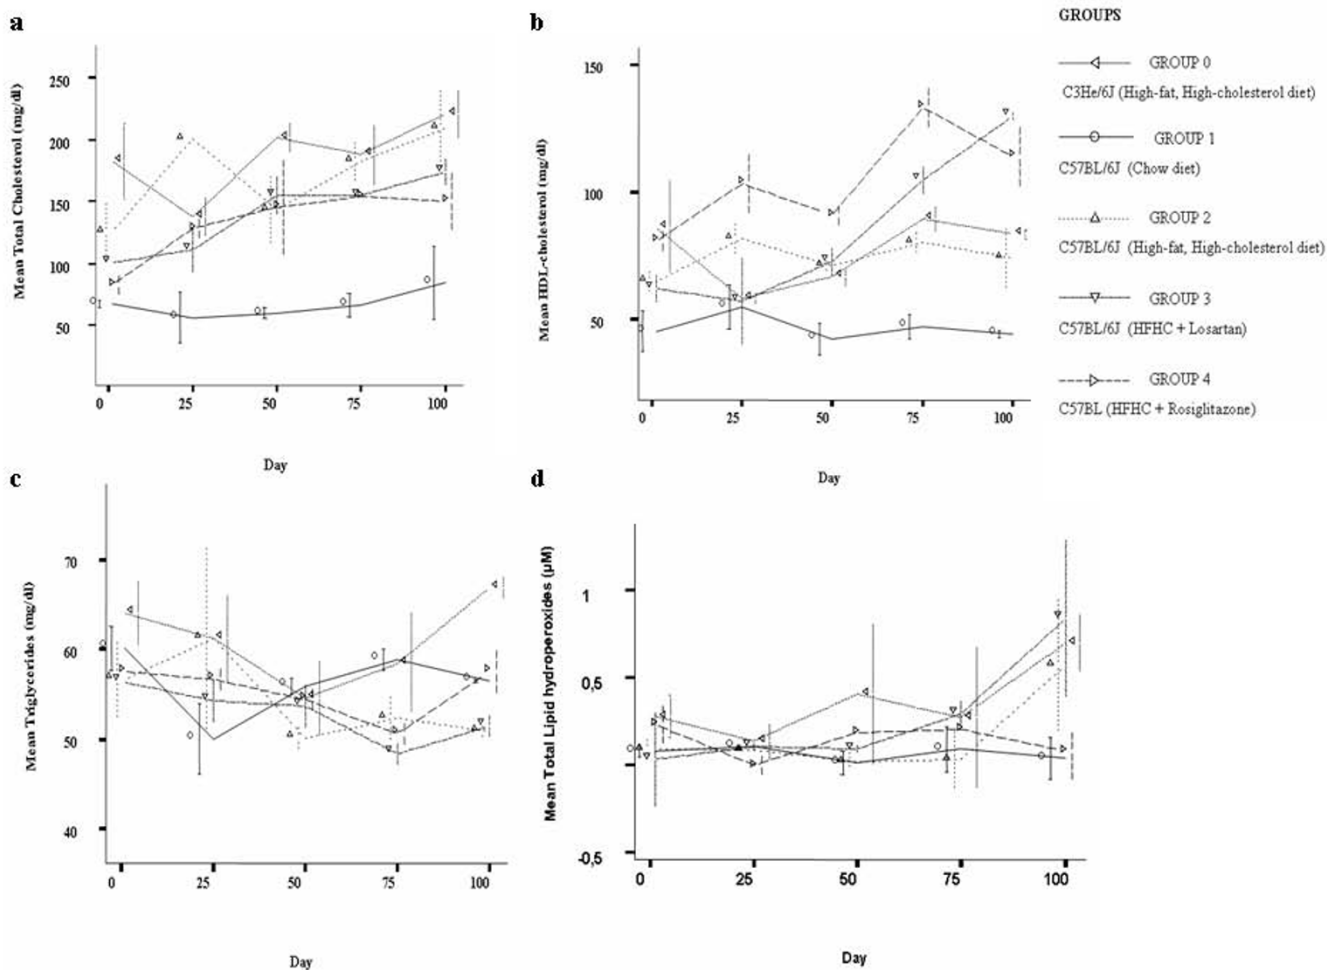 a
Mean Total Cholesterol (mg/dl)
250
200
150
100
50
0
25
50
75
100
Day
b
Mean HDL-cholesterol (mg/dl)
150
100
50
0
25
50
75
100
Day
GROUPS
GROUP 0
C3He/6J (High-fat, High-cholesterol diet)
GROUP 1
C57BL/6J (Chow diet)
GROUP 2
C57BL/6J (High-fat, High-cholesterol diet)
GROUP 3
C57BL/6J (HFHC + Losartan)
GROUP 4
C57BL (HFHC + Rosiglitazone)
c
Mean Triglycerides (mg/dl)
70
60
50
40
0
25
50
75
100
Day
d
Mean Total Lipid hydroperoxides (µM)
1
0,5
-0,5
0
25
50
75
100
Day